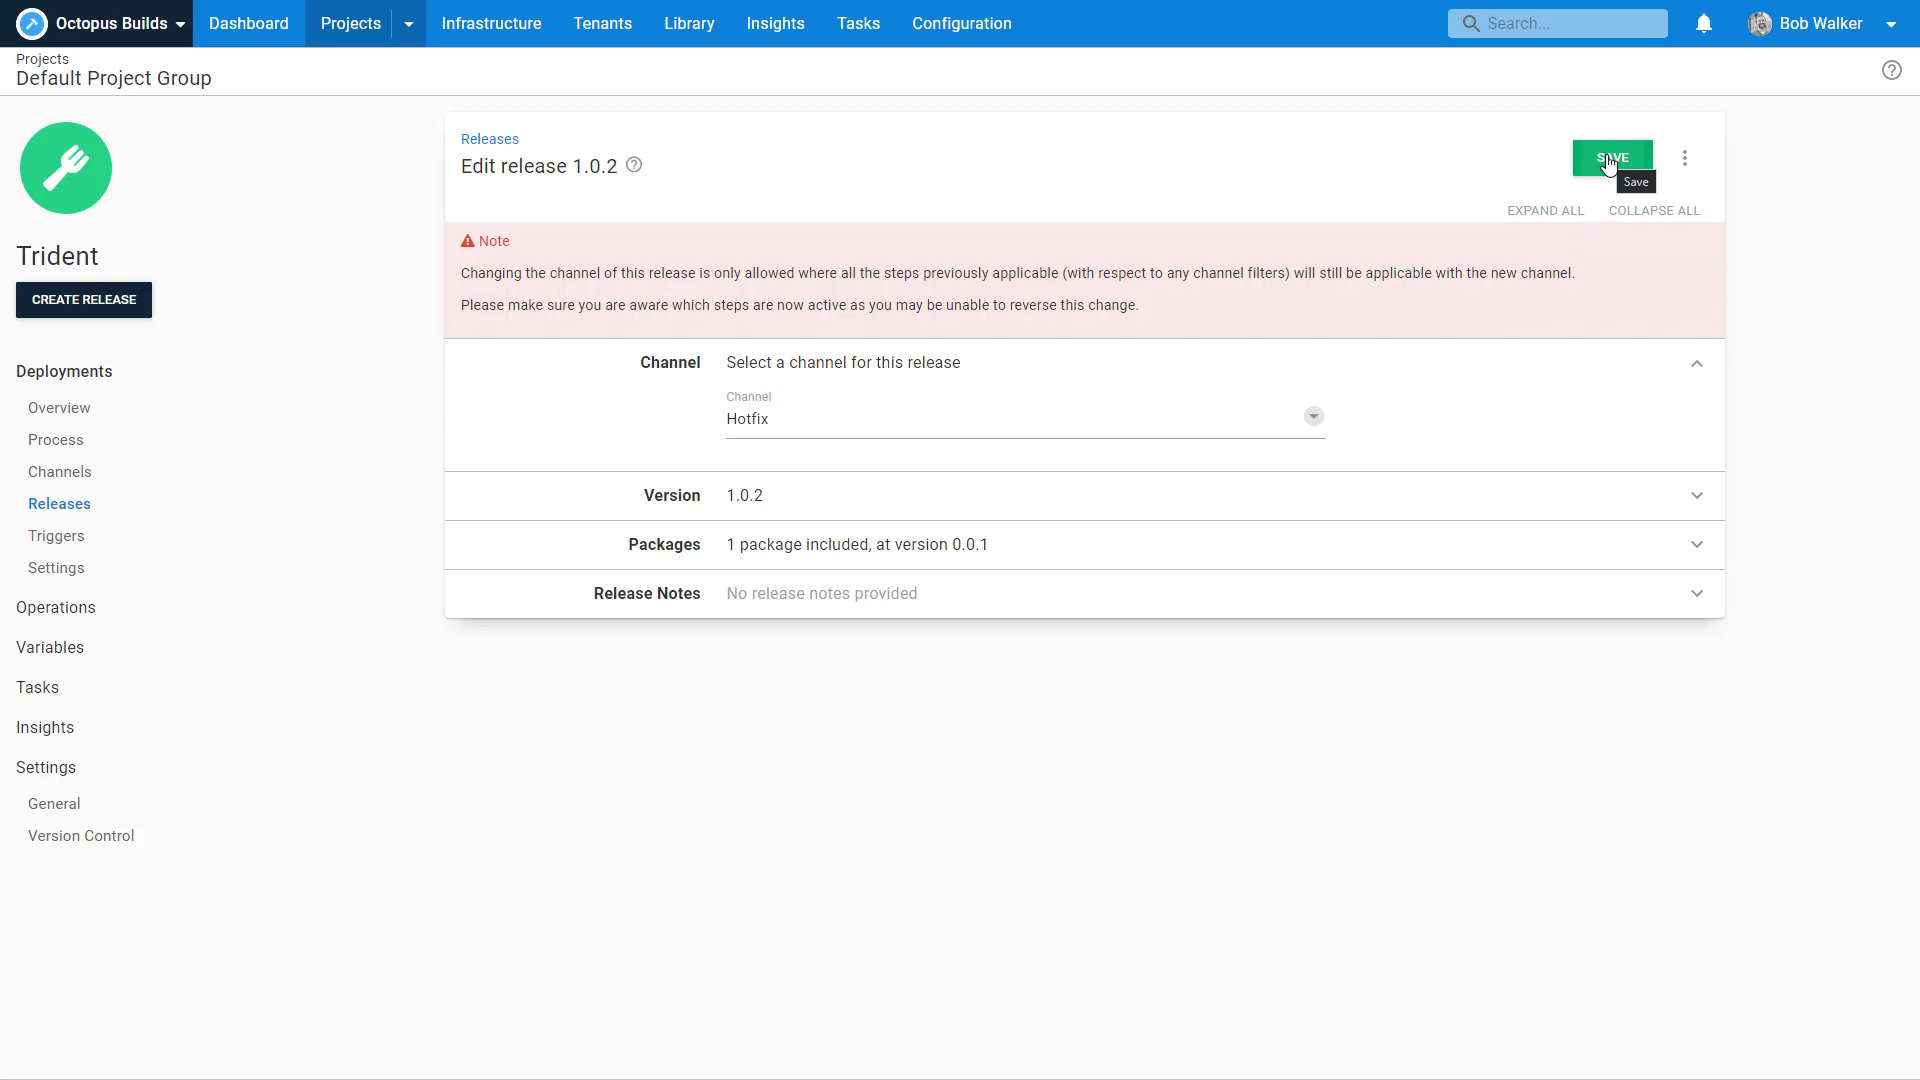 Octopus Builds
Dashboard
Projects
Infrastructure
Tenants
Library
Insights
Tasks
Configuration
Search...
Bob Walker
Projects
Default Project Group
Trident
CREATE RELEASE
Deployments
Overview
Process
Channels
Releases
Triggers
Settings
Operations
Variables
Tasks
Insights
Settings
General
Version Control
Releases
Edit release 1.0.2
SAVE
Save
EXPAND ALL
COLLAPSE ALL
Note
Changing the channel of this release is only allowed where all the steps previously applicable (with respect to any channel filters) will still be applicable with the new channel.
Please make sure you are aware which steps are now active as you may be unable to reverse this change.
Channel
Select a channel for this release
Channel
Hotfix
Version
1.0.2
Packages
1 package included, at version 0.0.1
Release Notes
No release notes provided